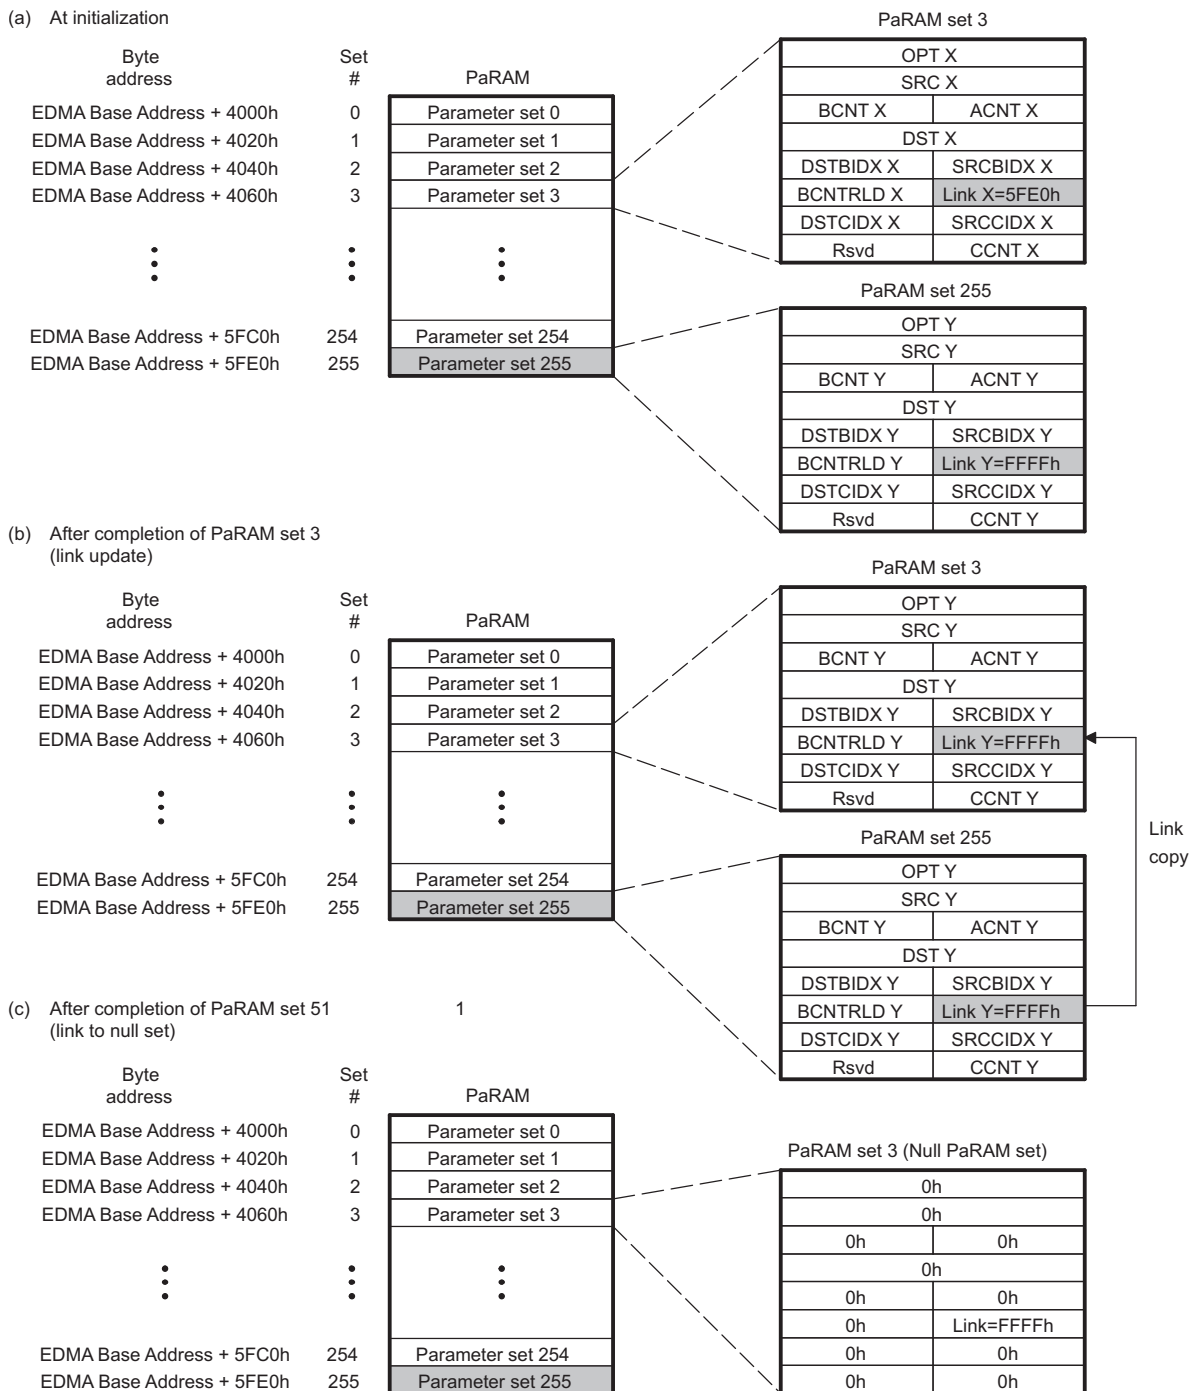 (a) At initialization
Byte address Set # PaRAM
EDMA Base Address + 4000h 0 Parameter set 0
EDMA Base Address + 4020h 1 Parameter set 1
EDMA Base Address + 4040h 2 Parameter set 2
EDMA Base Address + 4060h 3 Parameter set 3
EDMA Base Address + 5FC0h 254 Parameter set 254
EDMA Base Address + 5FE0h 255 Parameter set 255
PaRAM set 3
OPT X
SRC X
BCNT X ACNT X
DST X
DSTBIDX X SRCBIDX X
BCNTRLD X Link X=5FE0h
DSTCIDX X SRCCIDX X
Rsvd CCNT X
PaRAM set 255
OPT Y
SRC Y
BCNT Y ACNT Y
DST Y
DSTBIDX Y SRCBIDX Y
BCNTRLD Y Link Y=FFFFh
DSTCIDX Y SRCCIDX Y
Rsvd CCNT Y
(b) After completion of PaRAM set 3
(link update)
Byte address Set # PaRAM
EDMA Base Address + 4000h 0 Parameter set 0
EDMA Base Address + 4020h 1 Parameter set 1
EDMA Base Address + 4040h 2 Parameter set 2
EDMA Base Address + 4060h 3 Parameter set 3
EDMA Base Address + 5FC0h 254 Parameter set 254
EDMA Base Address + 5FE0h 255 Parameter set 255
PaRAM set 3
OPT Y
SRC Y
BCNT Y ACNT Y
DST Y
DSTBIDX Y SRCBIDX Y
BCNTRLD Y Link Y=FFFFh
DSTCIDX Y SRCCIDX Y
Rsvd CCNT Y
Link
copy
PaRAM set 255
OPT Y
SRC Y
BCNT Y ACNT Y
DST Y
DSTBIDX Y SRCBIDX Y
BCNTRLD Y Link Y=FFFFh
DSTCIDX Y SRCCIDX Y
Rsvd CCNT Y
(c) After completion of PaRAM set 51 1
(link to null set)
Byte address Set # PaRAM
EDMA Base Address + 4000h 0 Parameter set 0
EDMA Base Address + 4020h 1 Parameter set 1
EDMA Base Address + 4040h 2 Parameter set 2
EDMA Base Address + 4060h 3 Parameter set 3
EDMA Base Address + 5FC0h 254 Parameter set 254
EDMA Base Address + 5FE0h 255 Parameter set 255
PaRAM set 3 (Null PaRAM set)
0h
0h
0h 0h
0h
0h 0h
0h Link=FFFFh
0h 0h
0h 0h